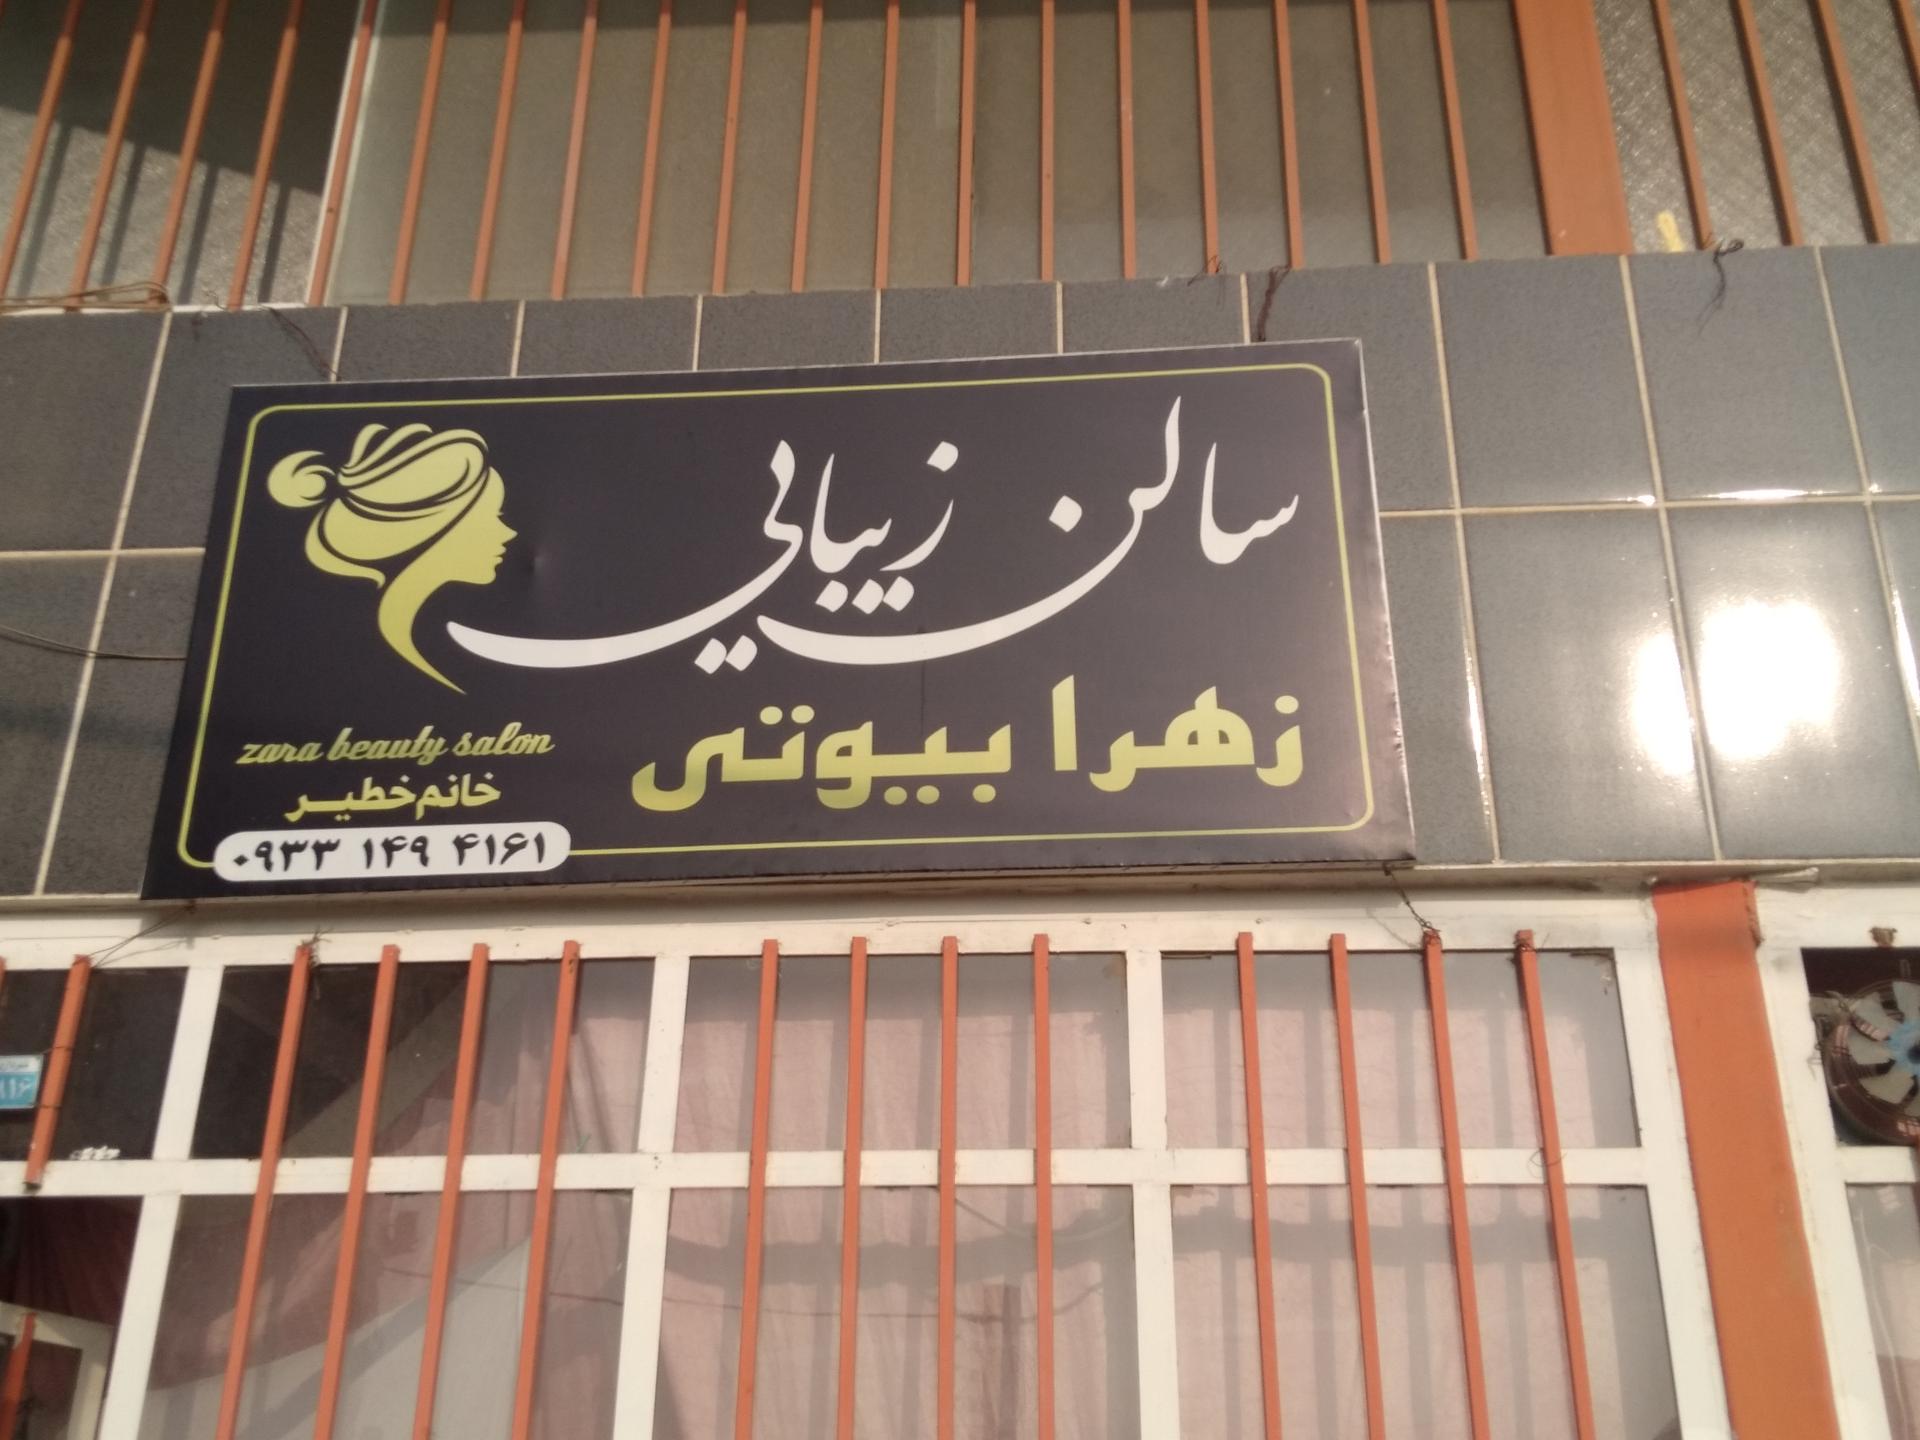 سالن زیبایی
زهرا بیوتی
zara beauty salon
خانم خطیر
۰۹۳۳ ۱۴۹ ۴۱۶۱